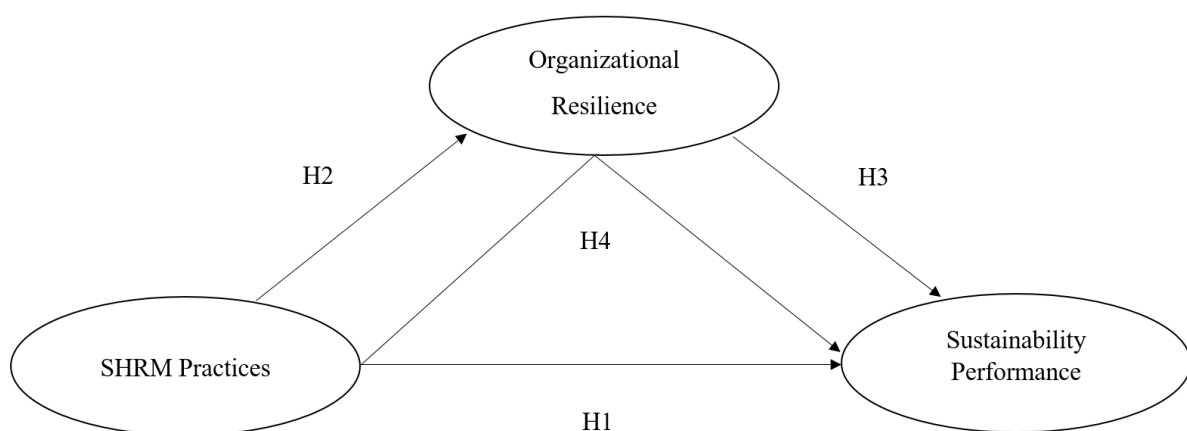 Organizational
Resilience
H2
H3
H4
SHRM Practices
Sustainability
Performance
H1